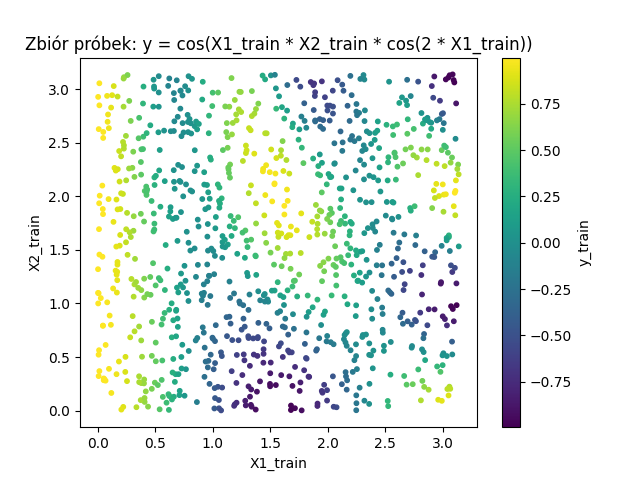 Zbiór próbek: y = cos(X1_train * X2_train * cos(2 * X1_train))
3.0
2.5
2.0
1.5
1.0
0.5
0.0
X2_train
0.0 0.5 1.0 1.5 2.0 2.5 3.0
X1_train
0.75
0.50
0.25
0.00
−0.25
−0.50
−0.75
y_train